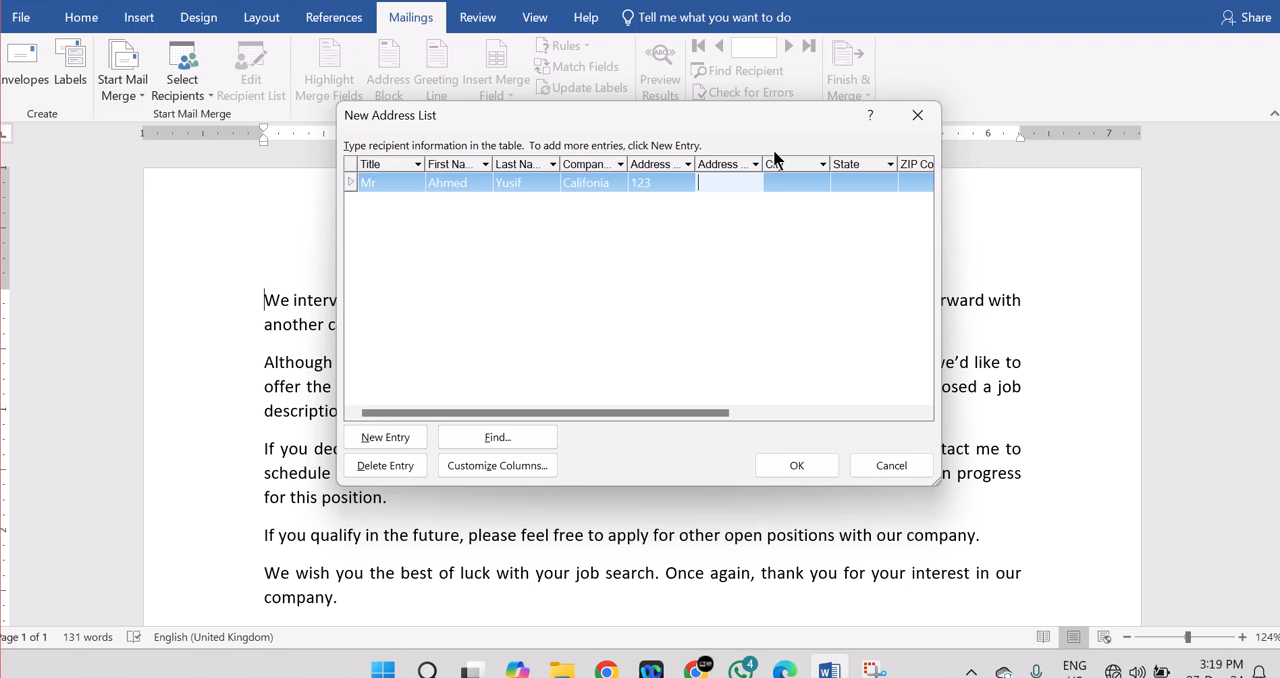 File Home Insert Design Layout References Mailings Review View Help Tell me what you want to do Share
nvelopes Labels Start Mail Merge Select Recipients Edit Recipient List Highlight Merge Fields Address Block Greeting Line Insert Merge Field Rules Match Fields Update Labels Preview Results Find Recipient Check for Errors Finish & Merge
Create Start Mail Merge
New Address List ?
Type recipient information in the table. To add more entries, click New Entry.
Title First Na... Last Na... Compan... Address ... Address ... State ZIP Co
Mr Ahmed Yusif Califonia 123
New Entry Find...
Delete Entry Customize Columns... OK Cancel
1 6 7
We interv rward with
another c
Although we'd like to
offer the osed a job
descriptio
If you dec tact me to
schedule n progress
for this position.
If you qualify in the future, please feel free to apply for other open positions with our company.
We wish you the best of luck with your job search. Once again, thank you for your interest in our
company.
age 1 of 1 131 words English (United Kingdom) 124%
4 ENG 3:19 PM